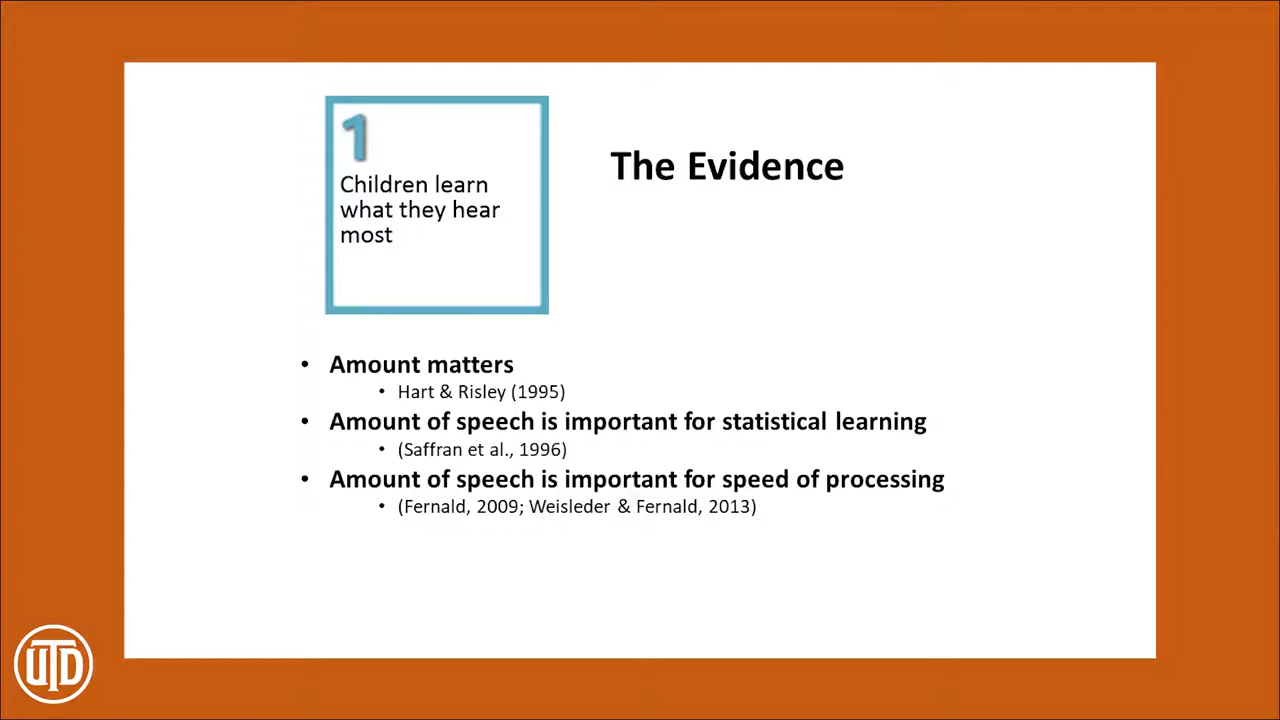 1
Children learn
what they hear
most
The Evidence
• Amount matters
• Hart & Risley (1995)
• Amount of speech is important for statistical learning
• (Saffran et al., 1996)
• Amount of speech is important for speed of processing
• (Fernald, 2009; Weisleder & Fernald, 2013)
UTD